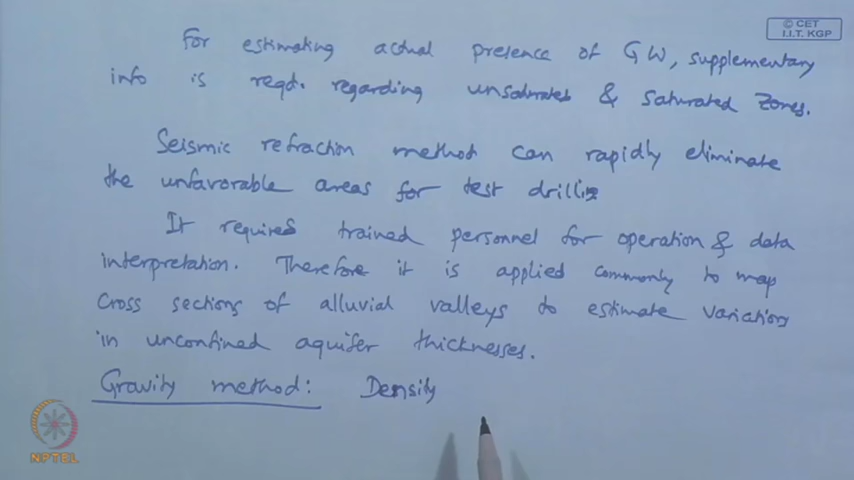 © CET
I.I.T. KGP
For estimating actual presence of GW, supplementary
info is reqd. regarding unsaturated & saturated zones.
Seismic refraction method can rapidly eliminate
the unfavorable areas for test drilling
It requires trained personnel for operation & data
interpretation. Therefore it is applied commonly to map
cross sections of alluvial valleys to estimate variations
in unconfined aquifer thicknesses.
Gravity method: Density
NPTEL